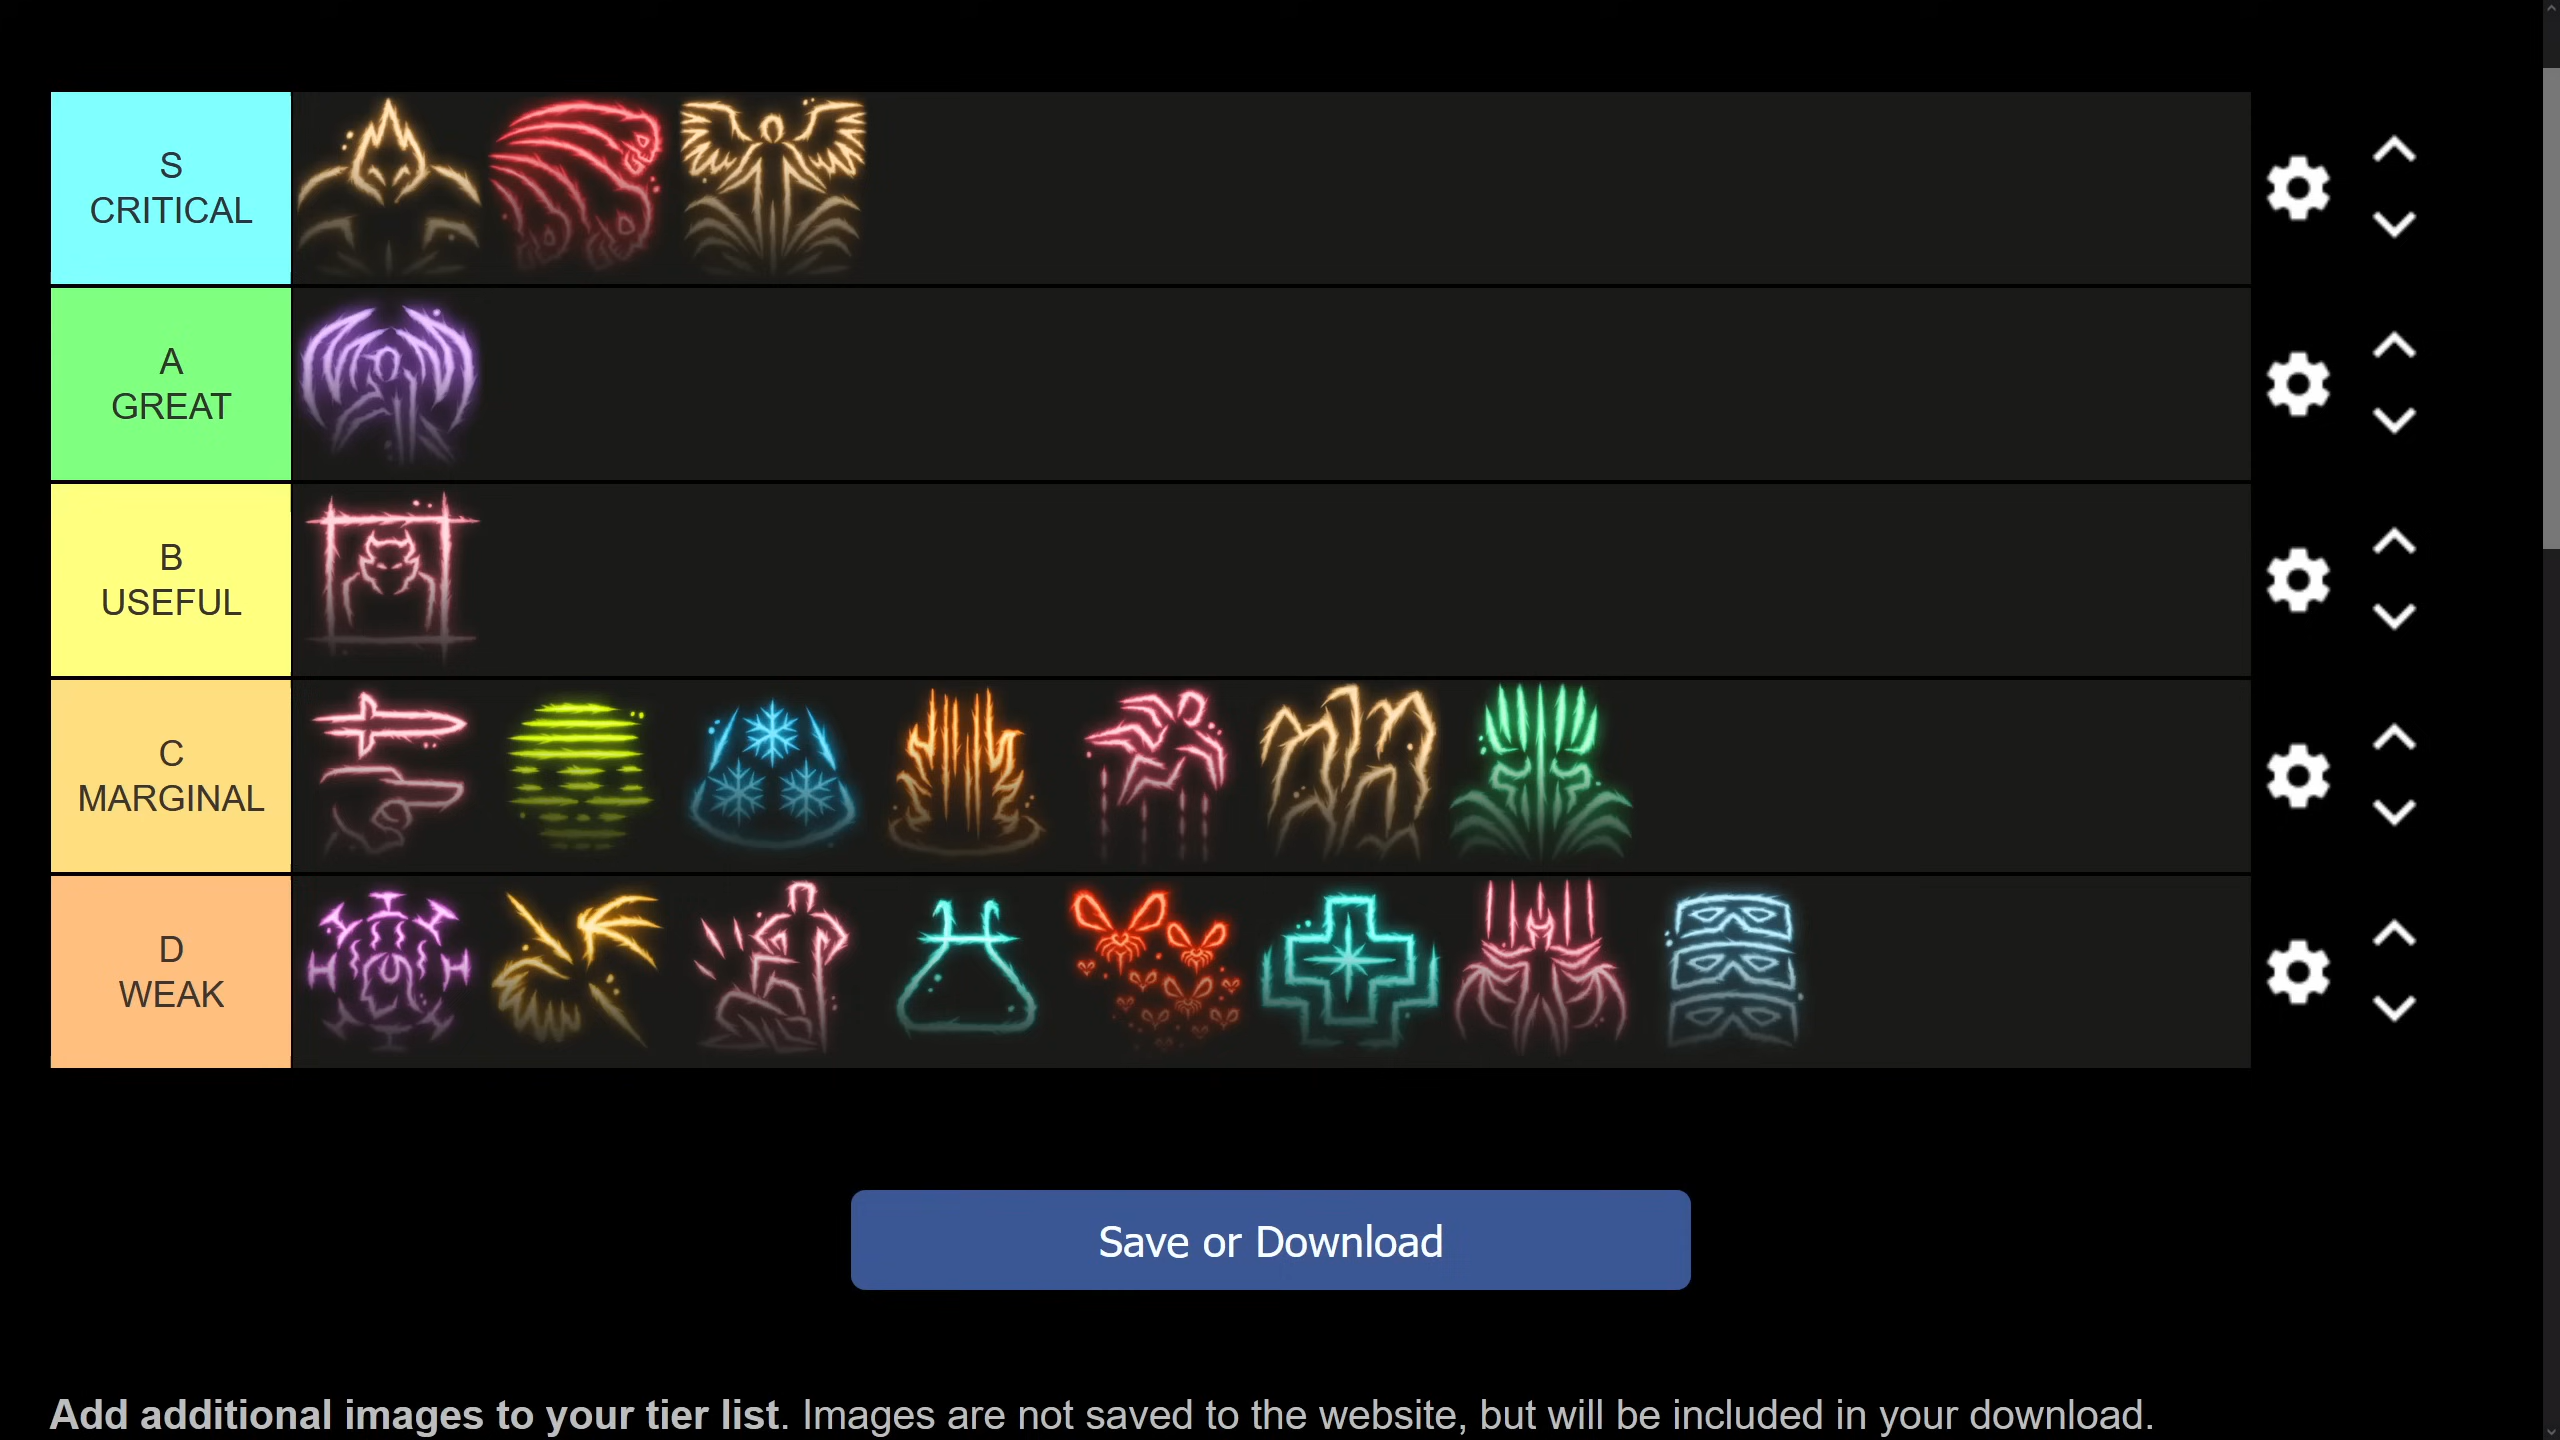 S
CRITICAL
A
GREAT
B
USEFUL
C
MARGINAL
D
WEAK
Save or Download
Add additional images to your tier list. Images are not saved to the website, but will be included in your download.